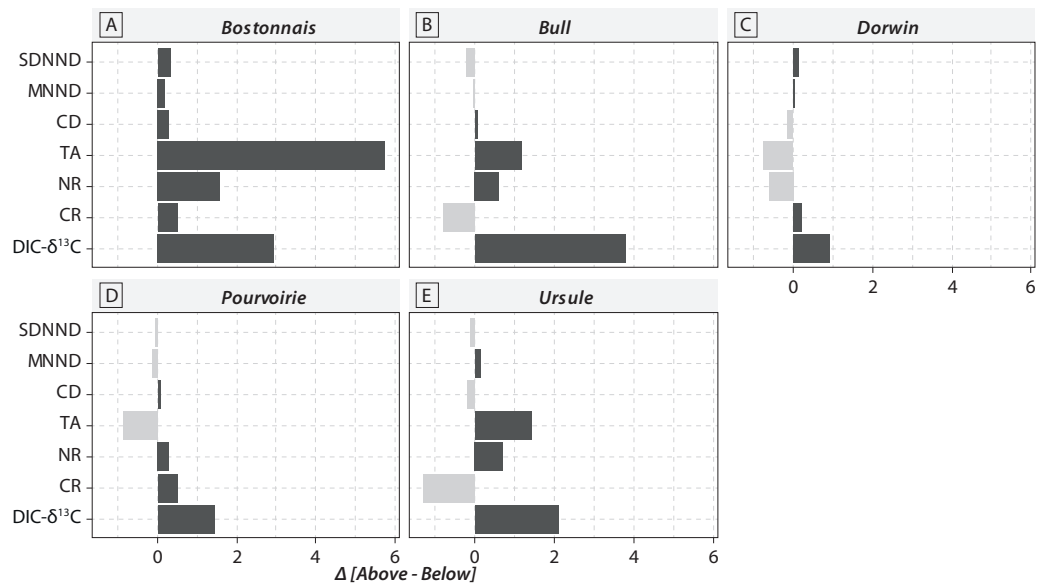 A Bostonnais
B Bull
C Dorwin
SDNND
MNND
CD
TA
NR
CR
DIC-δ¹³C
0 2 4 6
D Pourvoirie
E Ursule
SDNND
MNND
CD
TA
NR
CR
DIC-δ¹³C
0 2 4 6
0 2 4 6
Δ [Above - Below]